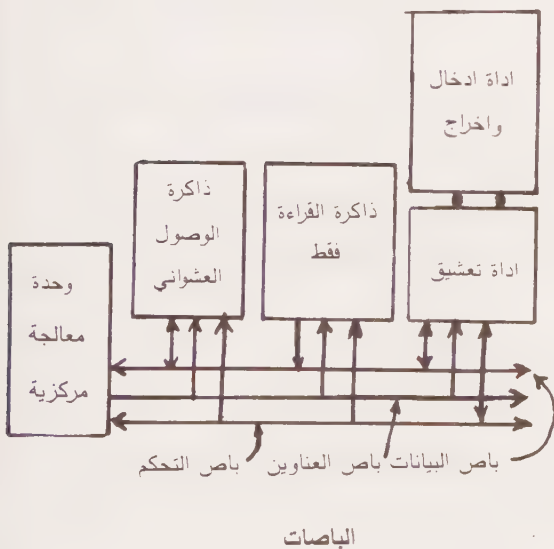 اداة ادخال
واخراج
ذاكرة
الوصول
العشواني
ذاكرة القراءة
فقط
اداة تعشيق
وحدة
معالجة
مركزية
باص البيانات
باص العناوين
باص التحكم
الباصات